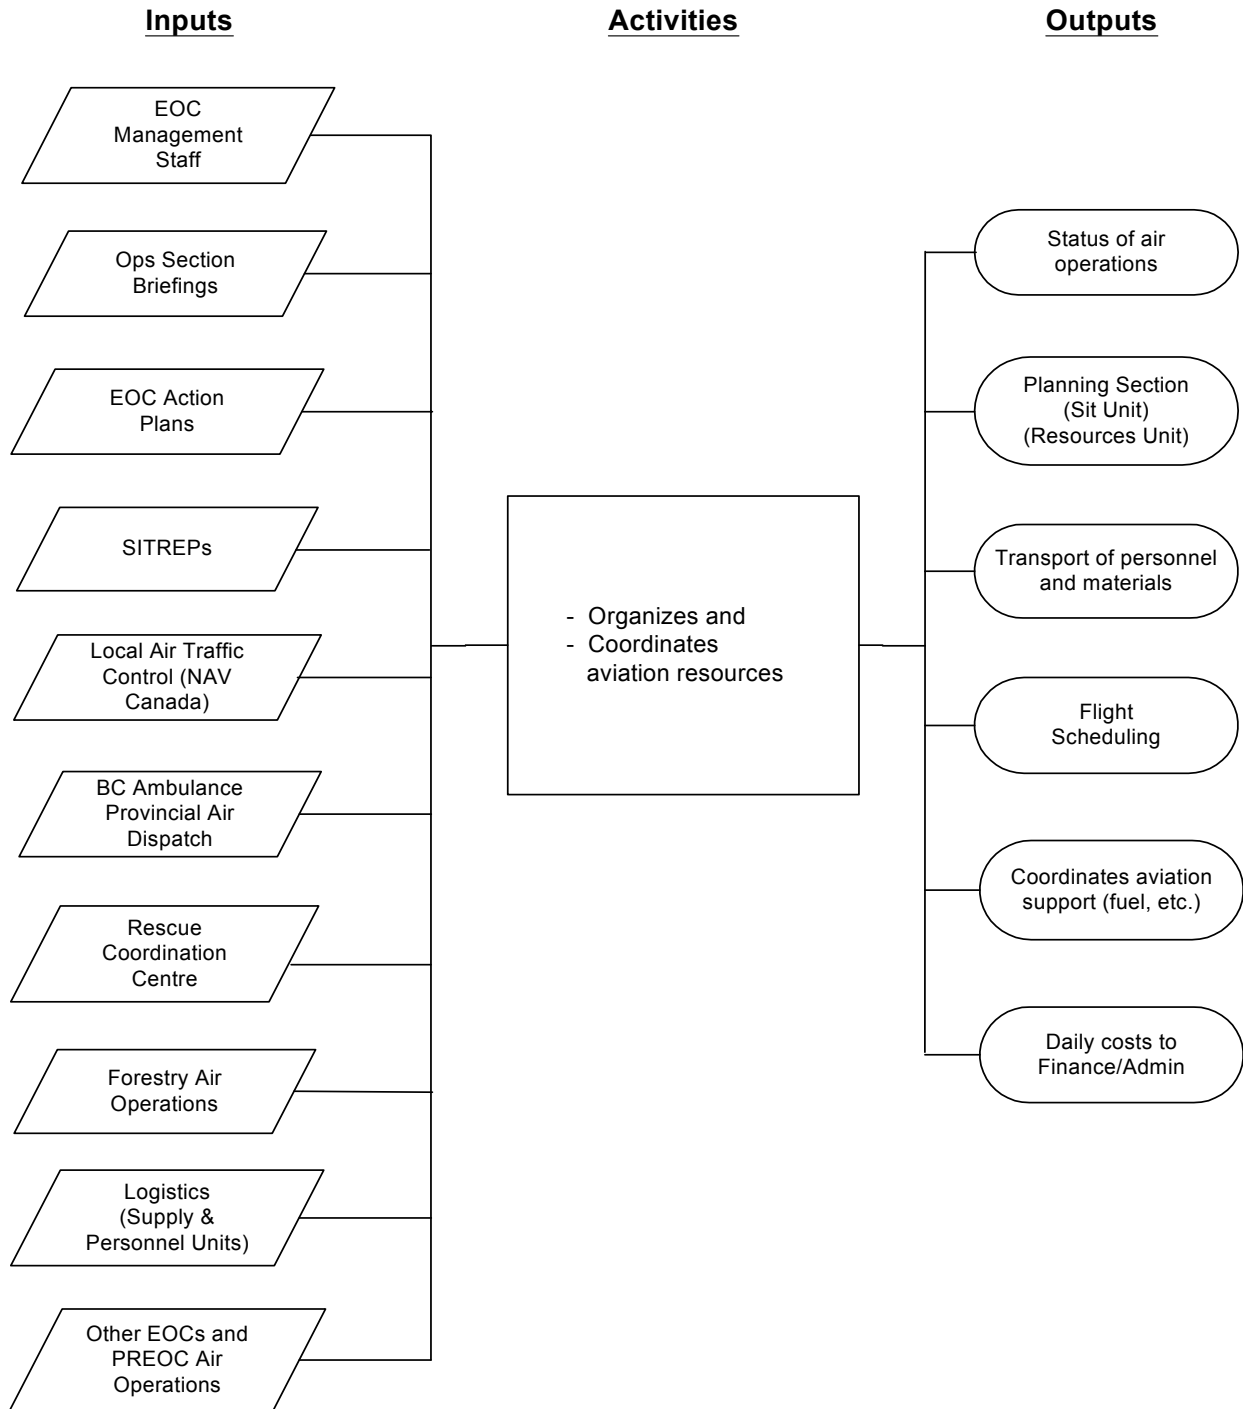 Inputs
Activities
Outputs
EOC
Management
Staff
Ops Section
Briefings
EOC Action
Plans
SITREPs
Local Air Traffic
Control (NAV
Canada)
BC Ambulance
Provincial Air
Dispatch
Rescue
Coordination
Centre
Forestry Air
Operations
Logistics
(Supply &
Personnel Units)
Other EOCs and
PREOC Air
Operations
- Organizes and
- Coordinates
aviation resources
Status of air
operations
Planning Section
(Sit Unit)
(Resources Unit)
Transport of personnel
and materials
Flight
Scheduling
Coordinates aviation
support (fuel, etc.)
Daily costs to
Finance/Admin